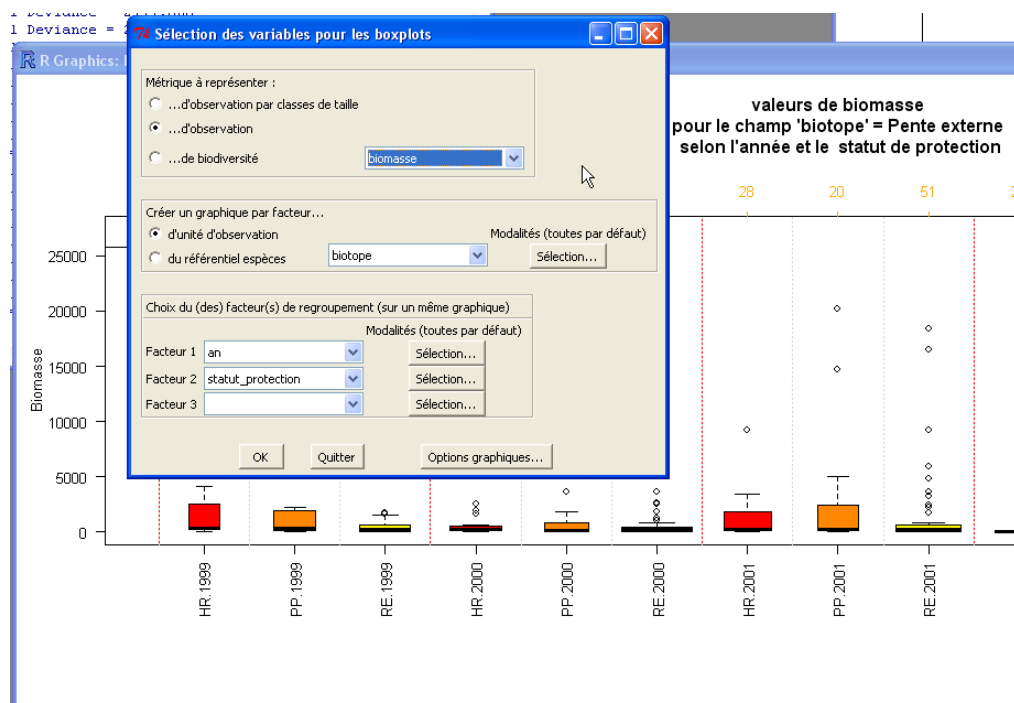 l Deviance =
l Deviance = 2
Sélection des variables pour les boxplots
R Graphics:
Métrique à représenter :
...d'observation par classes de taille
...d'observation
...de biodiversité
biomasse
Créer un graphique par facteur...
d'unité d'observation
Modalités (toutes par défaut)
du référentiel espèces
biotope
Sélection...
Choix du (des) facteur(s) de regroupement (sur un même graphique)
Modalités (toutes par défaut)
Facteur 1 an Sélection...
Facteur 2 statut_protection Sélection...
Facteur 3 Sélection...
OK Quitter Options graphiques...
valeurs de biomasse
pour le champ 'biotope' = Pente externe
selon l'année et le statut de protection
28 20 51 2
Biomasse
25000
20000
15000
10000
5000
0
HR.1999 PP.1999 RE.1999 HR.2000 PP.2000 RE.2000 HR.2001 PP.2001 RE.2001